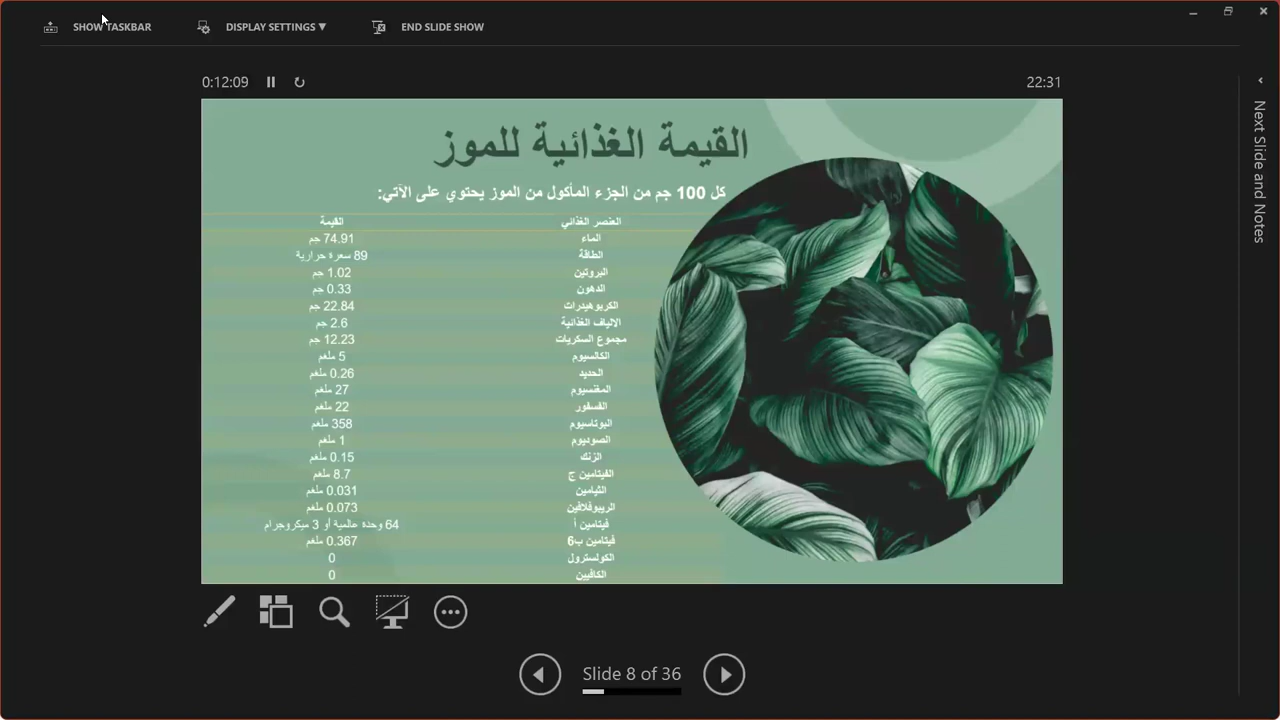 SHOW TASKBAR DISPLAY SETTINGS ▼ END SLIDE SHOW
0:12:09 22:31
Next Slide and Notes
القيمة الغذائية للموز
كل 100 جم من الجزء المأكول من الموز يحتوي على الآتي:
العنصر الغذائي القيمة
الماء 74.91 جم
الطاقة 89 سعرة حرارية
البروتين 1.02 جم
الدهون 0.33 جم
الكربوهيدرات 22.84 جم
الالياف الغذائية 2.6 جم
مجموع السكريات 12.23 جم
الكالسيوم 5 ملغم
الحديد 0.26 ملغم
المغنسيوم 27 ملغم
الفسفور 22 ملغم
البوتاسيوم 358 ملغم
الصوديوم 1 ملغم
الزنك 0.15 ملغم
الفيتامين ج 8.7 ملغم
الثيامين 0.031 ملغم
الريبوفلافين 0.073 ملغم
فيتامين أ 64 وحدة عالمية أو 3 ميكروجرام
فيتامين ب6 0.367 ملغم
الكولسترول 0
الكافيين 0
Slide 8 of 36